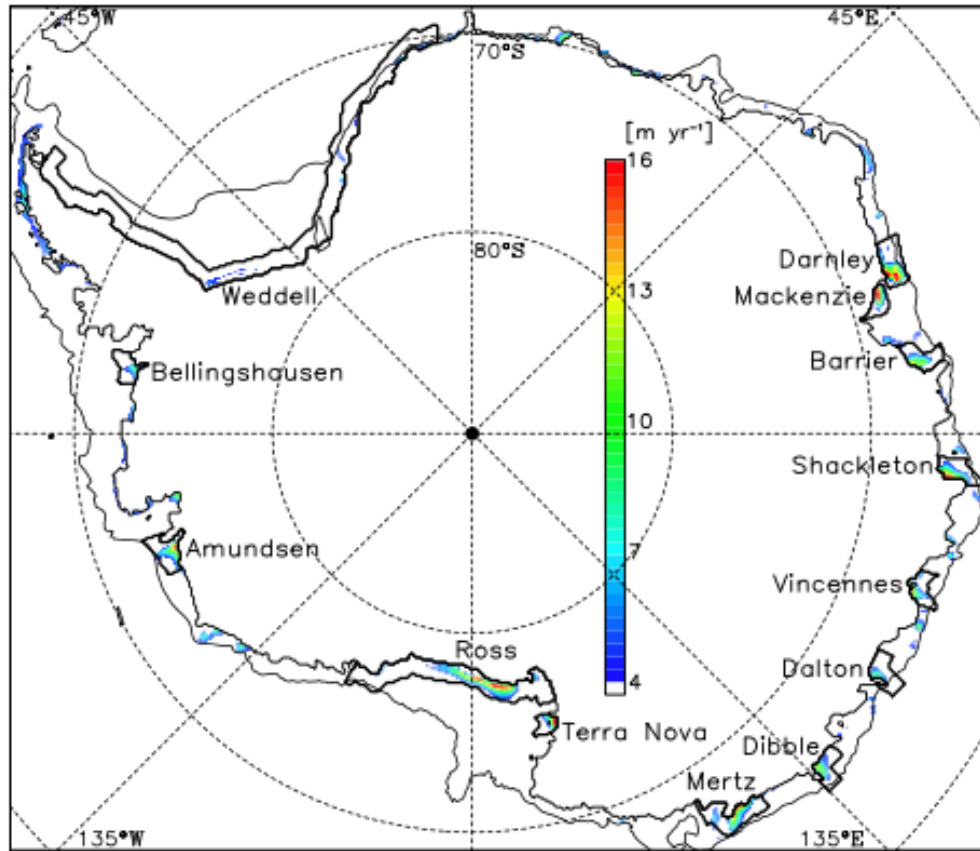 45°W
45°E
70°S
[m yr⁻¹]
16
80°S
Darnley
Weddell
13
Mackenzie
Barrier
Bellingshausen
10
Shackleton
Amundsen
7
Vincennes
Ross
Dalton
4
Terra Nova
Dibble
Mertz
135°W
135°E